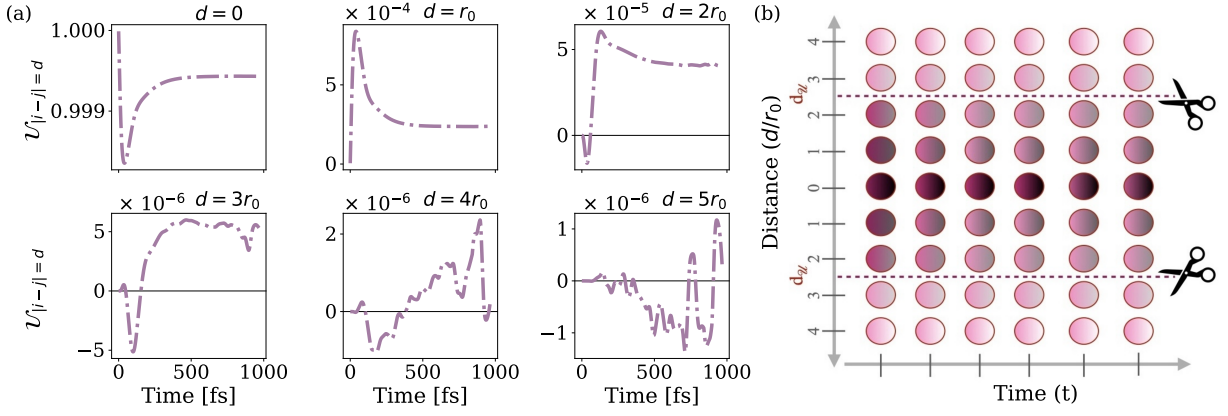 (a)
d = 0
1.000
0.999
𝒰|i−j| = d
× 10⁻⁴ d = r₀
5
0
× 10⁻⁵ d = 2r₀
5
0
−2
× 10⁻⁶ d = 3r₀
5
0
−5
𝒰|i−j| = d
0
1000
Time [fs]
× 10⁻⁶ d = 4r₀
2
1
0
−1
0
1000
Time [fs]
× 10⁻⁶ d = 5r₀
1
0
−1
0
1000
Time [fs]
(b)
Distance (d/r₀)
4
3
d𝒰
2
1
0
1
2
d𝒰
3
4
Time (t)